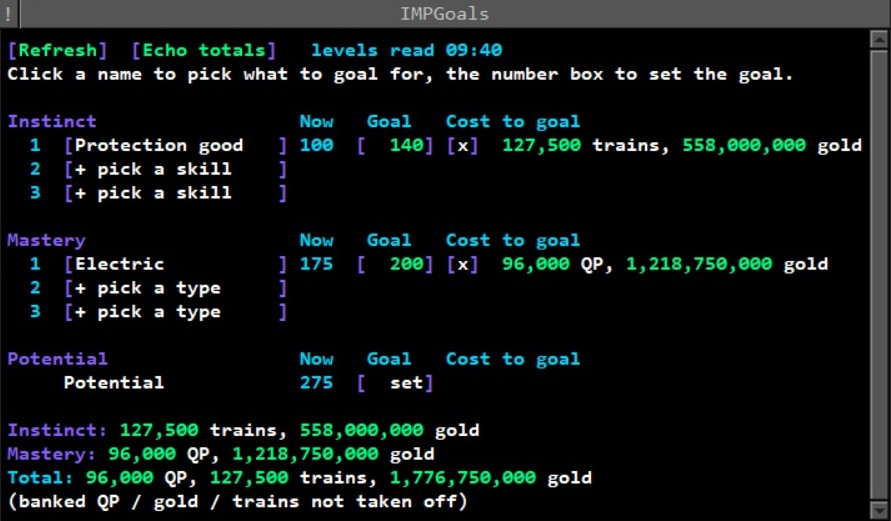 ! IMPGoals
[Refresh] [Echo totals] levels read 09:40
Click a name to pick what to goal for, the number box to set the goal.
Instinct Now Goal Cost to goal
1 [Protection good ] 100 [ 140] [x] 127,500 trains, 558,000,000 gold
2 [+ pick a skill ]
3 [+ pick a skill ]
Mastery Now Goal Cost to goal
1 [Electric ] 175 [ 200] [x] 96,000 QP, 1,218,750,000 gold
2 [+ pick a type ]
3 [+ pick a type ]
Potential Now Goal Cost to goal
Potential 275 [ set]
Instinct: 127,500 trains, 558,000,000 gold
Mastery: 96,000 QP, 1,218,750,000 gold
Total: 96,000 QP, 127,500 trains, 1,776,750,000 gold
(banked QP / gold / trains not taken off)